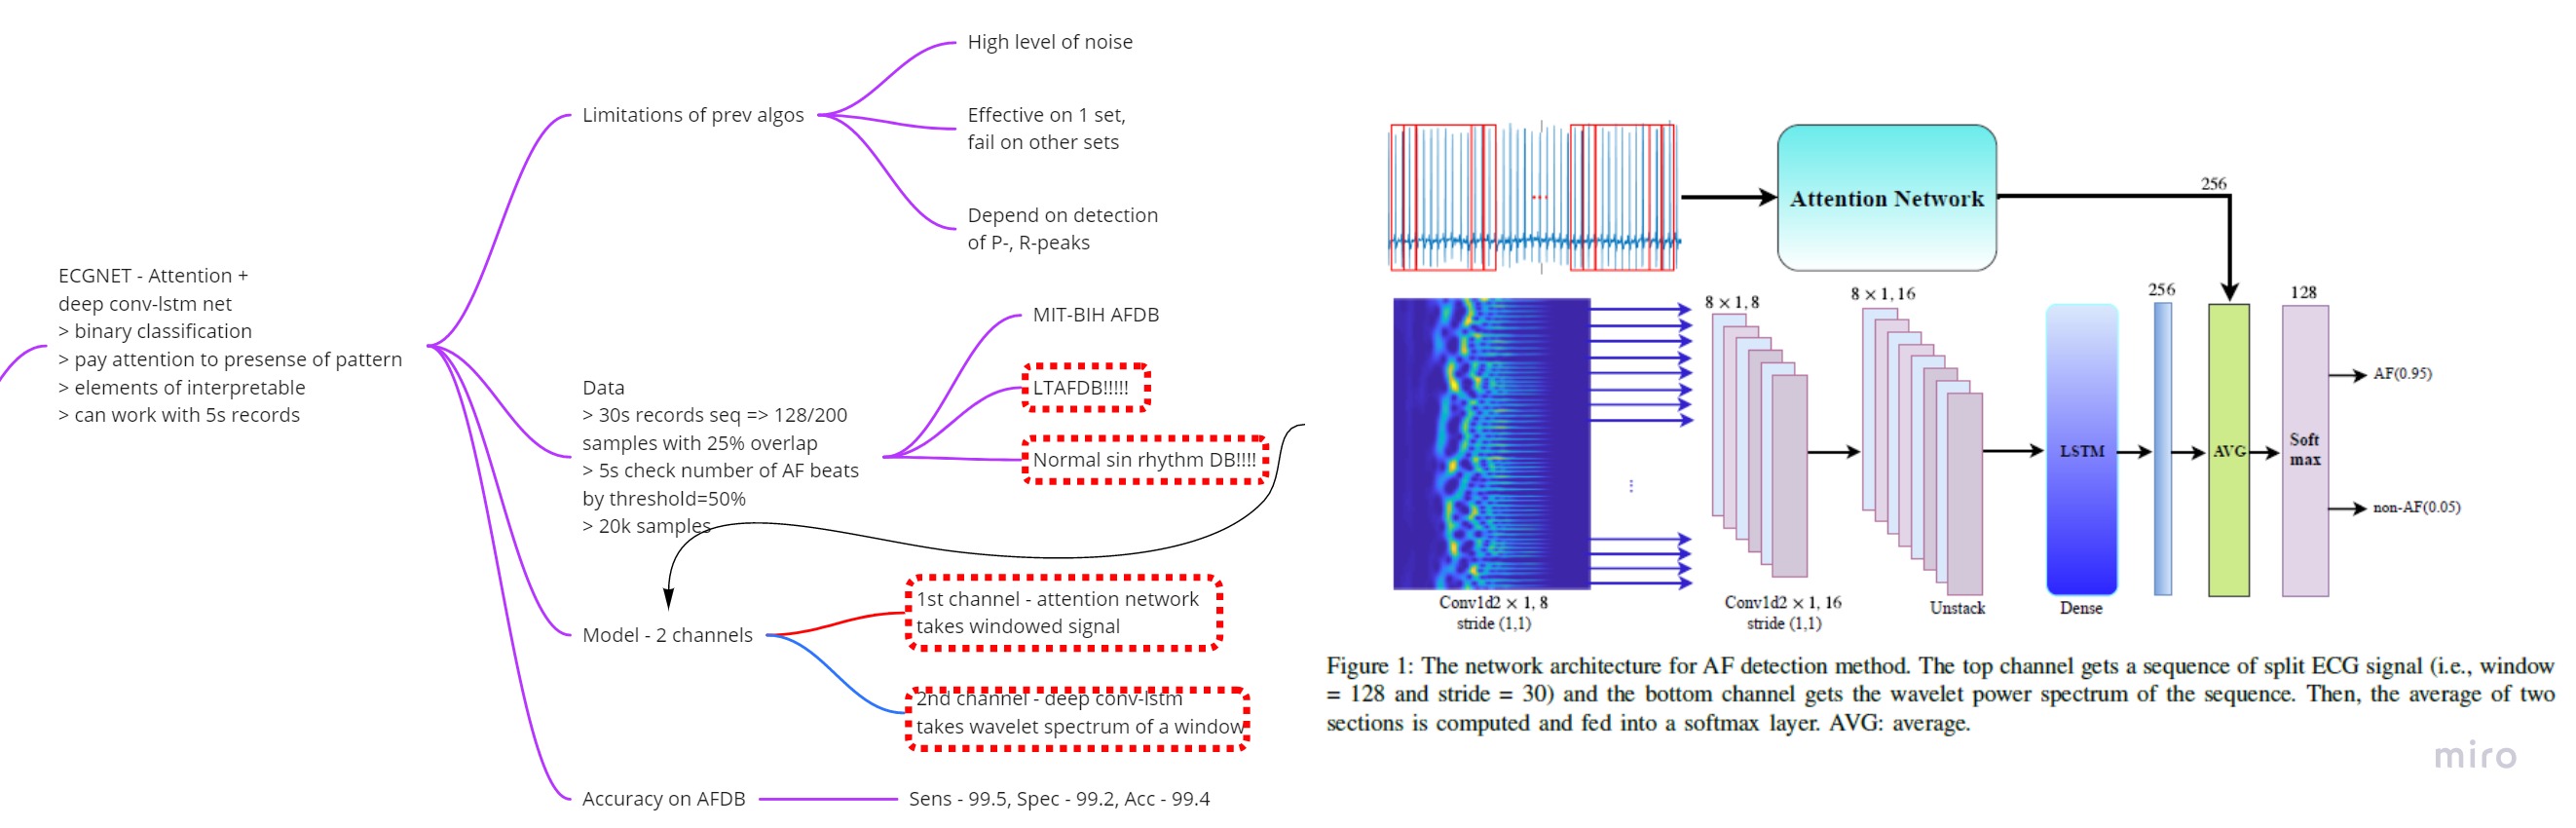 ECGNET - Attention +
deep conv-lstm net
> binary classification
> pay attention to presense of pattern
> elements of interpretable
> can work with 5s records
Limitations of prev algos
High level of noise
Effective on 1 set,
fail on other sets
Depend on detection
of P-, R-peaks
Data
> 30s records seq => 128/200
samples with 25% overlap
> 5s check number of AF beats
by threshold=50%
> 20k samples
MIT-BIH AFDB
LTAFDB!!!!!
Normal sin rhythm DB!!!!
Model - 2 channels
1st channel - attention network
takes windowed signal
2nd channel - deep conv-lstm
takes wavelet spectrum of a window
Accuracy on AFDB
Sens - 99.5, Spec - 99.2, Acc - 99.4
...
Attention Network
256
8 × 1, 8
8 × 1, 16
256
128
LSTM
AVG
Soft
max
AF(0.95)
non-AF(0.05)
Conv1d2 × 1, 8
stride (1,1)
Conv1d2 × 1, 16
stride (1,1)
Unstack
Dense
Figure 1: The network architecture for AF detection method. The top channel gets a sequence of split ECG signal (i.e., window
= 128 and stride = 30) and the bottom channel gets the wavelet power spectrum of the sequence. Then, the average of two
sections is computed and fed into a softmax layer. AVG: average.
miro